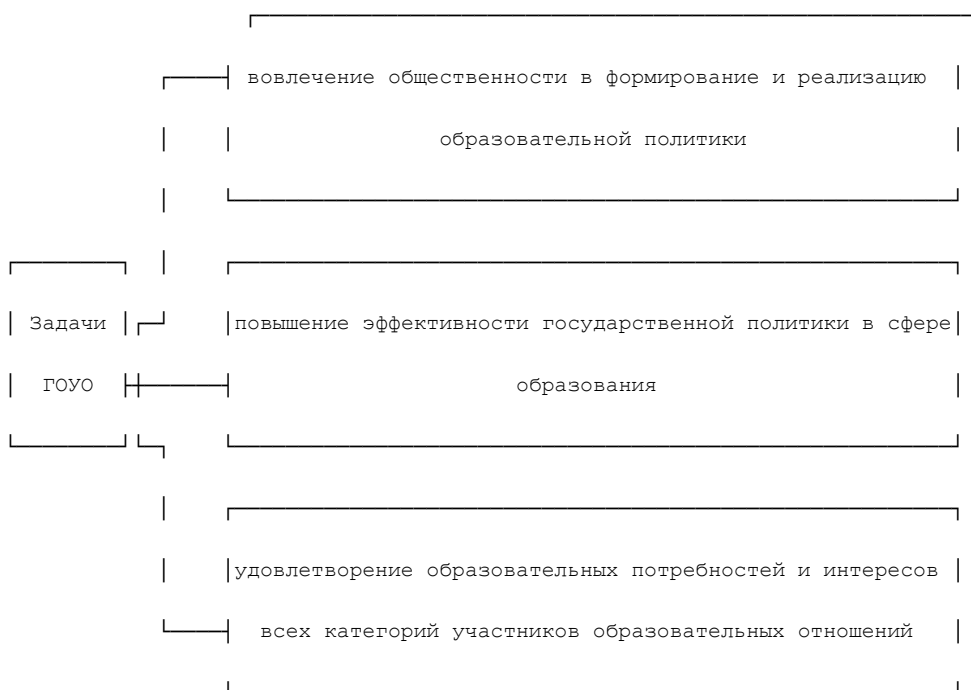 вовлечение общественности в формирование и реализацию
образовательной политики
Задачи
повышение эффективности государственной политики в сфере
ГОУО
образования
удовлетворение образовательных потребностей и интересов
всех категорий участников образовательных отношений